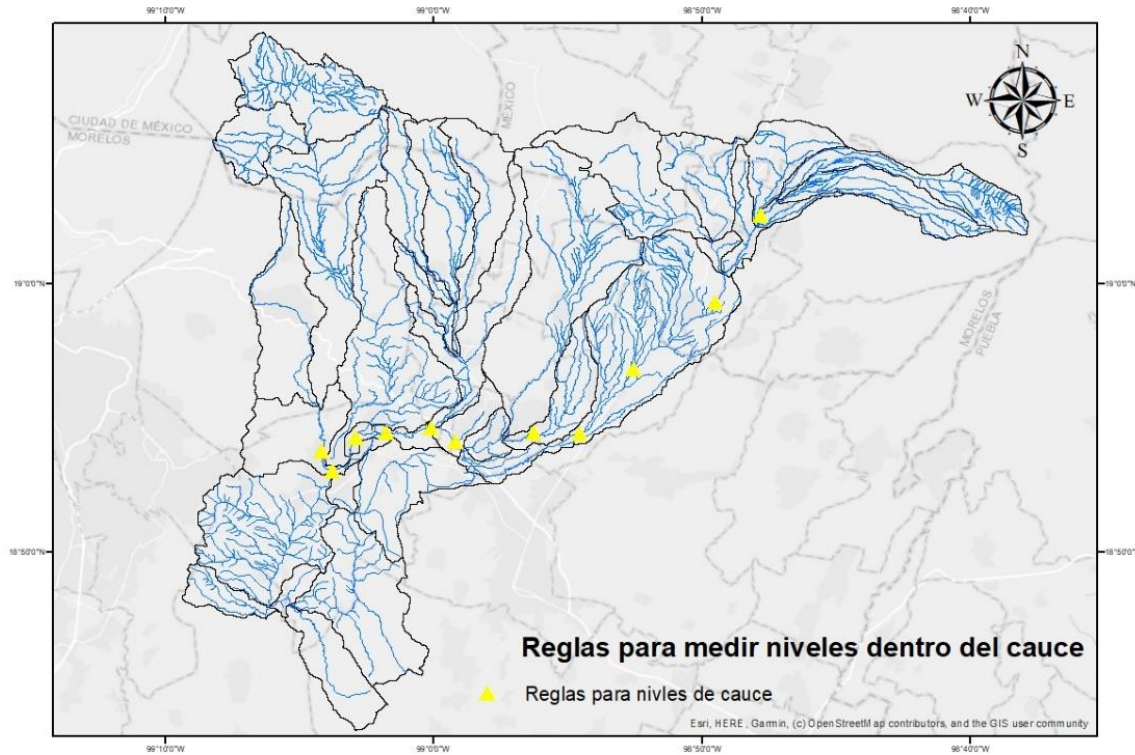 99°10'0"W 99°0'0"W 98°50'0"W 98°40'0"W
N
W E
S
CIUDAD DE MÉXICO
MORELOS
MÉXICO
19°0'0"N 19°0'0"N
MORELOS
PUEBLA
18°50'0"N 18°50'0"N
Reglas para medir niveles dentro del cauce
Reglas para nivles de cauce
Esri, HERE, Garmin, (c) OpenStreetMap contributors, and the GIS user community
99°10'0"W 99°0'0"W 98°50'0"W 98°40'0"W